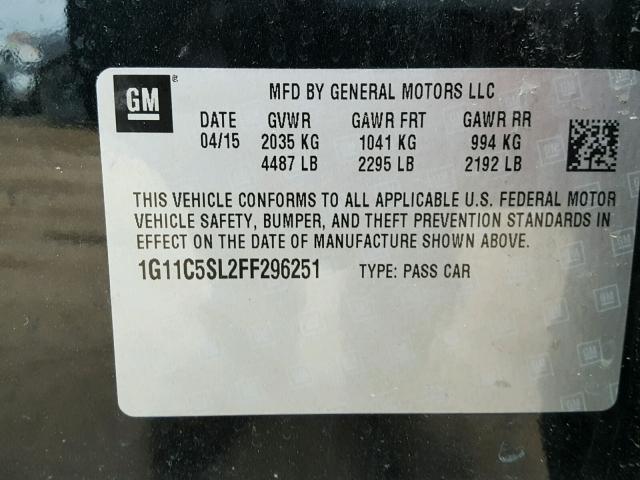 GM ® MFD BY GENERAL MOTORS LLC
DATE GVWR GAWR FRT GAWR RR
04/15 2035 KG 1041 KG 994 KG
4487 LB 2295 LB 2192 LB
THIS VEHICLE CONFORMS TO ALL APPLICABLE U.S. FEDERAL MOTOR
VEHICLE SAFETY, BUMPER, AND THEFT PREVENTION STANDARDS IN
EFFECT ON THE DATE OF MANUFACTURE SHOWN ABOVE.
1G11C5SL2FF296251 TYPE: PASS CAR